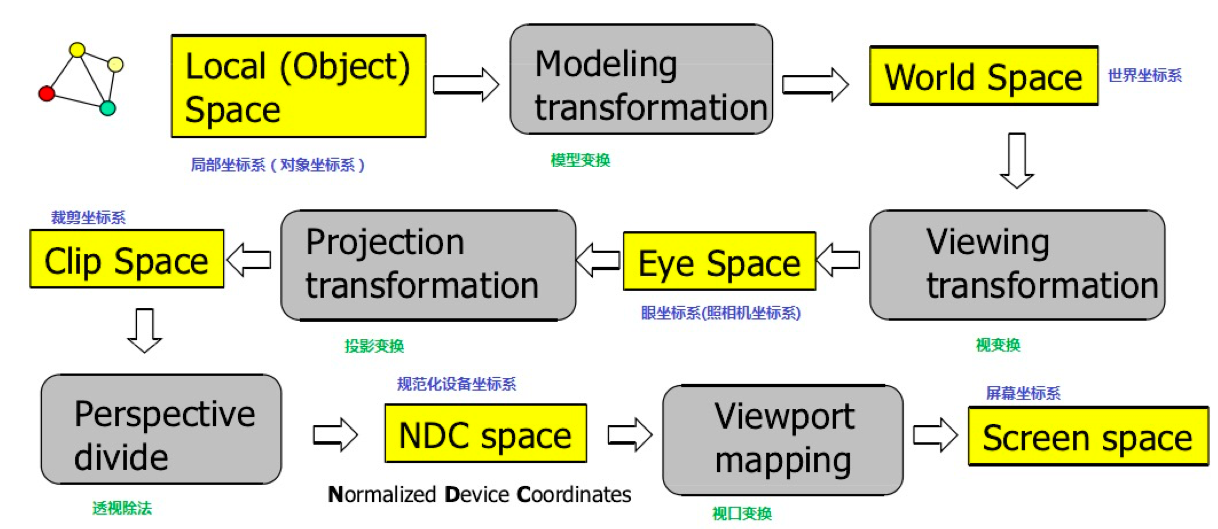 Local (Object)
Space
局部坐标系（对象坐标系）
Modeling
transformation
模型变换
World Space
世界坐标系
Viewing
transformation
视变换
Eye Space
眼坐标系(照相机坐标系)
Projection
transformation
投影变换
裁剪坐标系
Clip Space
Perspective
divide
透视除法
规范化设备坐标系
NDC space
Normalized Device Coordinates
Viewport
mapping
视口变换
屏幕坐标系
Screen space